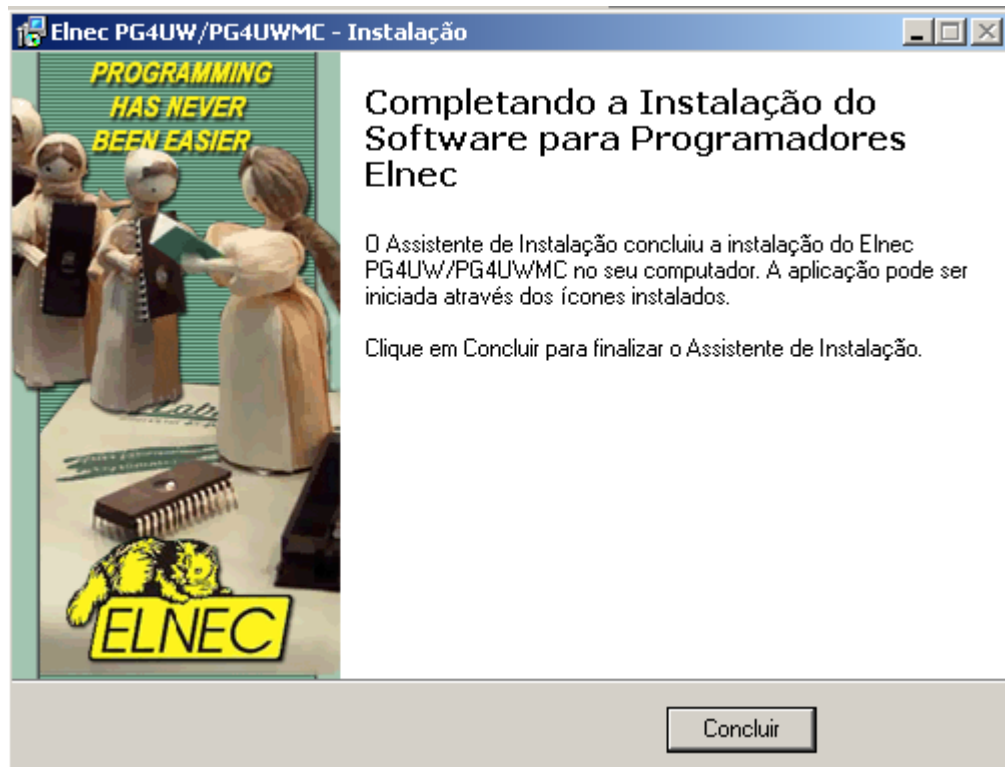 Elnec PG4UW/PG4UWMC - Instalação
PROGRAMMING
HAS NEVER
BEEN EASIER
Completando a Instalação do
Software para Programadores
Elnec
O Assistente de Instalação concluiu a instalação do Elnec
PG4UW/PG4UWMC no seu computador. A aplicação pode ser
iniciada através dos ícones instalados.
Clique em Concluir para finalizar o Assistente de Instalação.
ELNEC
Concluir